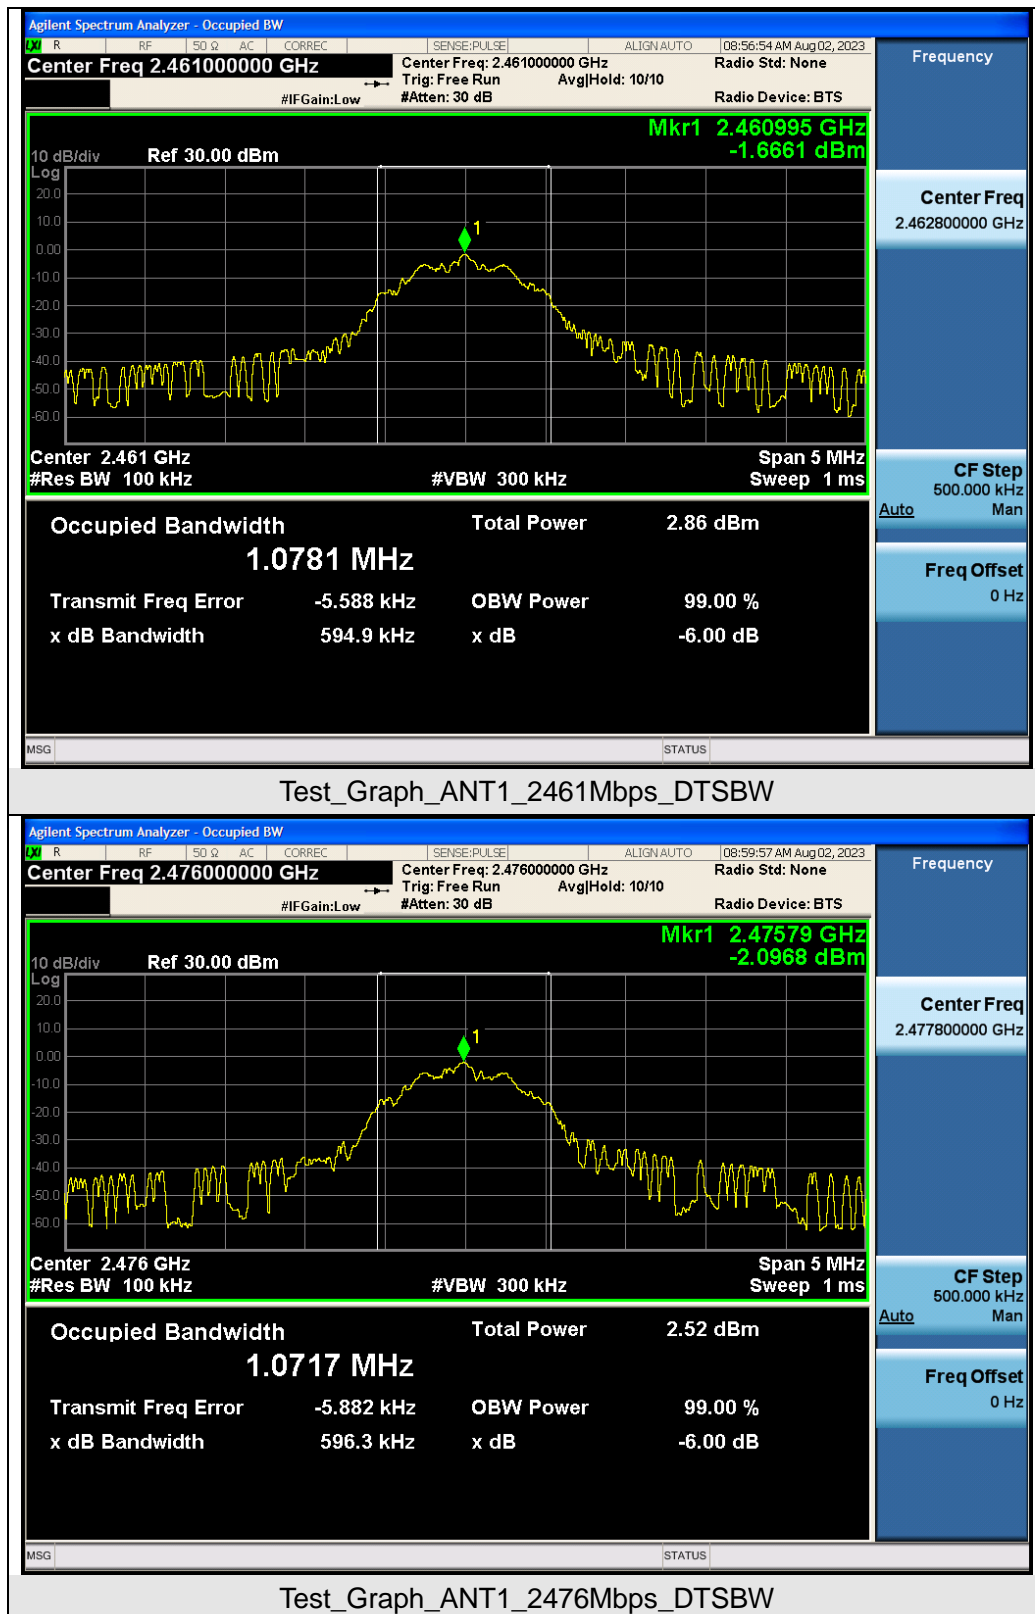 Agilent Spectrum Analyzer - Occupied BW
LXI R RF 50 Ω AC CORREC SENSE:PULSE ALIGN AUTO 08:56:54 AM Aug 02, 2023
Center Freq 2.461000000 GHz
Center Freq: 2.461000000 GHz
Radio Std: None
Trig: Free Run Avg|Hold: 10/10
#IFGain:Low
#Atten: 30 dB
Radio Device: BTS
Frequency
Mkr1 2.460995 GHz
-1.6661 dBm
10 dB/div Ref 30.00 dBm
Log
20.0
10.0
0.00
-10.0
-20.0
-30.0
-40.0
-50.0
-60.0
1
Center 2.461 GHz Span 5 MHz
#Res BW 100 kHz #VBW 300 kHz Sweep 1 ms
Center Freq
2.462800000 GHz
CF Step
500.000 kHz
Auto Man
Freq Offset
0 Hz
Occupied Bandwidth Total Power 2.86 dBm
1.0781 MHz
Transmit Freq Error -5.588 kHz OBW Power 99.00 %
x dB Bandwidth 594.9 kHz x dB -6.00 dB
MSG STATUS
Test_Graph_ANT1_2461Mbps_DTSBW
Agilent Spectrum Analyzer - Occupied BW
LXI R RF 50 Ω AC CORREC SENSE:PULSE ALIGN AUTO 08:59:57 AM Aug 02, 2023
Center Freq 2.476000000 GHz
Center Freq: 2.476000000 GHz
Radio Std: None
Trig: Free Run Avg|Hold: 10/10
#IFGain:Low
#Atten: 30 dB
Radio Device: BTS
Frequency
Mkr1 2.47579 GHz
-2.0968 dBm
10 dB/div Ref 30.00 dBm
Log
20.0
10.0
0.00
-10.0
-20.0
-30.0
-40.0
-50.0
-60.0
1
Center 2.476 GHz Span 5 MHz
#Res BW 100 kHz #VBW 300 kHz Sweep 1 ms
Center Freq
2.477800000 GHz
CF Step
500.000 kHz
Auto Man
Freq Offset
0 Hz
Occupied Bandwidth Total Power 2.52 dBm
1.0717 MHz
Transmit Freq Error -5.882 kHz OBW Power 99.00 %
x dB Bandwidth 596.3 kHz x dB -6.00 dB
MSG STATUS
Test_Graph_ANT1_2476Mbps_DTSBW